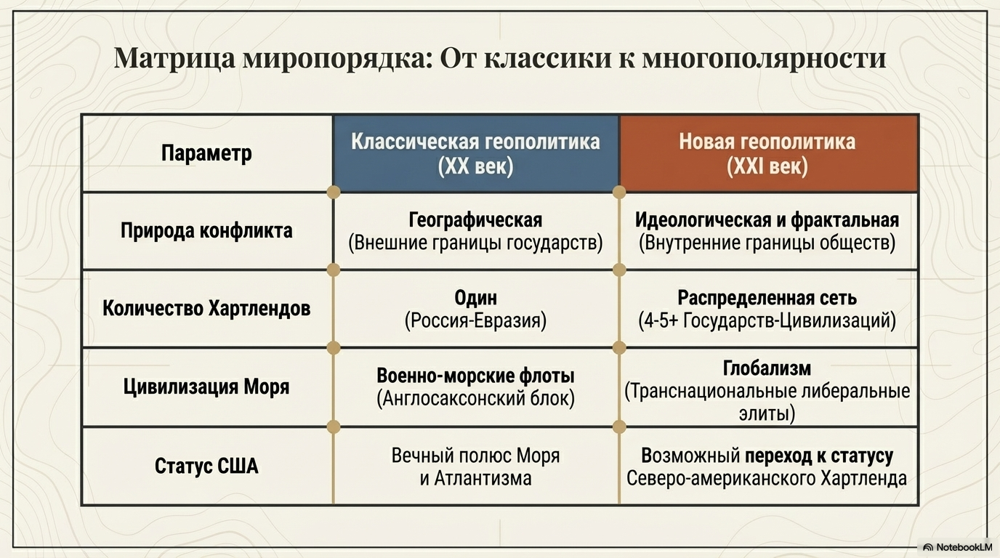 Матрица миропорядка: От классики к многополярности
Параметр
Классическая геополитика
(XX век)
Новая геополитика
(XXI век)
Природа конфликта
Географическая
(Внешние границы государств)
Идеологическая и фрактальная
(Внутренние границы обществ)
Количество Хартлендов
Один
(Россия-Евразия)
Распределенная сеть
(4-5+ Государств-Цивилизаций)
Цивилизация Моря
Военно-морские флоты
(Англосаксонский блок)
Глобализм
(Транснациональные либеральные
элиты)
Статус США
Вечный полюс Моря
и Атлантизма
Возможный переход к статусу
Северо-американского Хартленда
NotebookLM